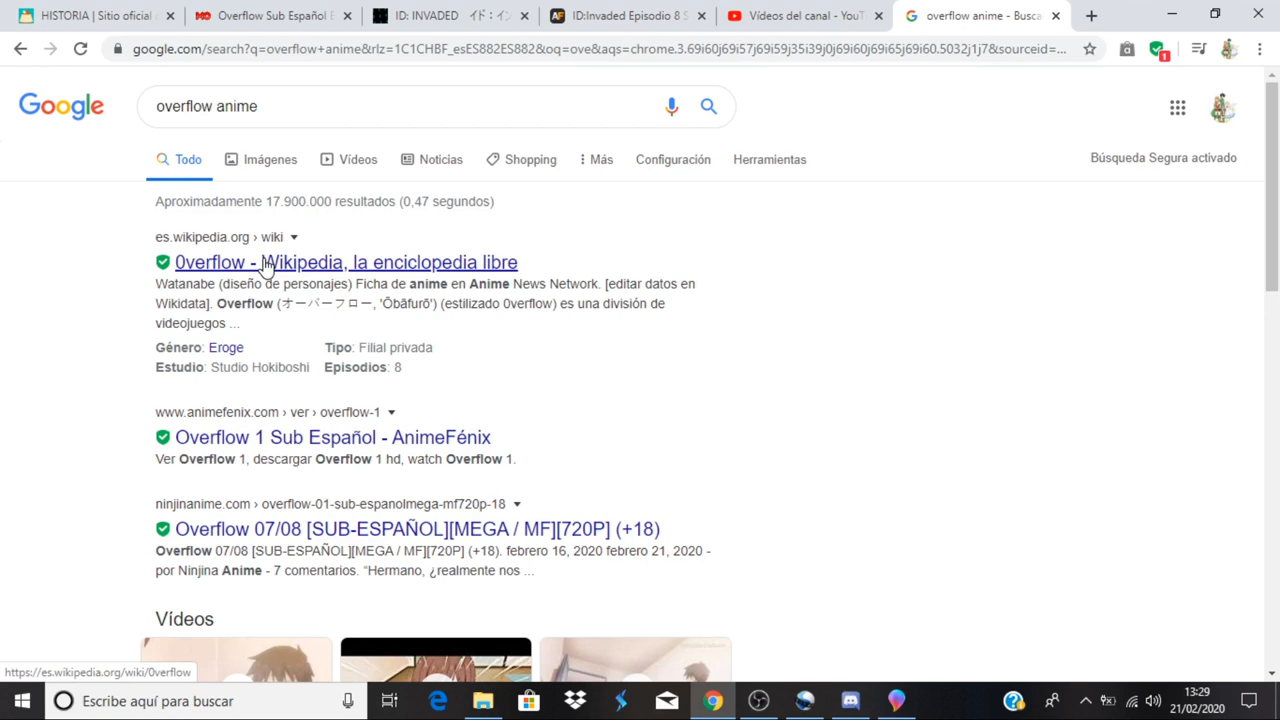 HISTORIA | Sitio oficial
Overflow Sub Español E
ID: INVADED イド：イン
ID:Invaded Episodio 8 S
Vídeos del canal - YouT
overflow anime - Busca
google.com/search?q=overflow+anime&rlz=1C1CHBF_esES882ES882&oq=ove&aqs=chrome.3.69i60j69i57j69i59j35i39j0j69i60j69i65j69i60.5032j1j7&sourceid=...
1
Google
overflow anime
Todo
Imágenes
Vídeos
Noticias
Shopping
Más
Configuración
Herramientas
Búsqueda Segura activado
Aproximadamente 17.900.000 resultados (0,47 segundos)
es.wikipedia.org › wiki
0verflow - Wikipedia, la enciclopedia libre
Watanabe (diseño de personajes) Ficha de anime en Anime News Network. [editar datos en
Wikidata]. Overflow (オーバーフロー, 'Ōbāfurō') (estilizado 0verflow) es una división de
videojuegos ...
Género: Eroge Tipo: Filial privada
Estudio: Studio Hokiboshi Episodios: 8
www.animefenix.com › ver › overflow-1
Overflow 1 Sub Español - AnimeFénix
Ver Overflow 1, descargar Overflow 1 hd, watch Overflow 1.
ninjinanime.com › overflow-01-sub-espanolmega-mf720p-18
Overflow 07/08 [SUB-ESPAÑOL][MEGA / MF][720P] (+18)
Overflow 07/08 [SUB-ESPAÑOL][MEGA / MF][720P] (+18). febrero 16, 2020 febrero 21, 2020 -
por Ninjina Anime - 7 comentarios. “Hermano, ¿realmente nos ...
Vídeos
https://es.wikipedia.org/wiki/0verflow
Escribe aquí para buscar
13:29
21/02/2020